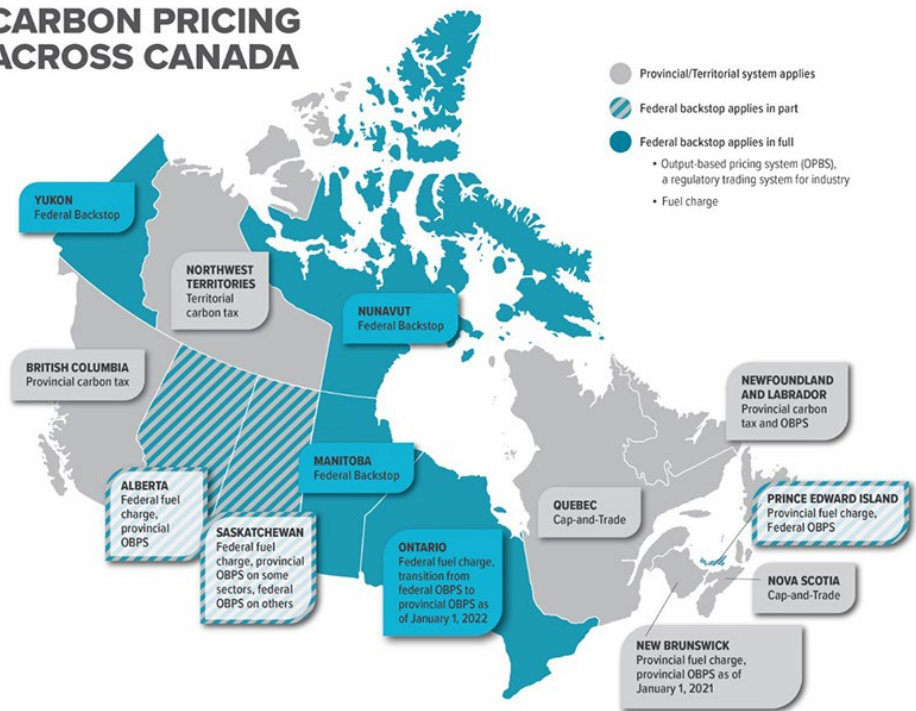 CARBON PRICING
ACROSS CANADA
Provincial/Territorial system applies
Federal backstop applies in part
Federal backstop applies in full
• Output-based pricing system (OPBS),
a regulatory trading system for industry
• Fuel charge
YUKON
Federal Backstop
NORTHWEST
TERRITORIES
Territorial
carbon tax
NUNAVUT
Federal Backstop
BRITISH COLUMBIA
Provincial carbon tax
NEWFOUNDLAND
AND LABRADOR
Provincial carbon
tax and OBPS
ALBERTA
Federal fuel
charge,
provincial
OBPS
SASKATCHEWAN
Federal fuel
charge, provincial
OBPS on some
sectors, federal
OBPS on others
MANITOBA
Federal Backstop
ONTARIO
Federal fuel charge,
transition from
federal OBPS to
provincial OBPS as
of January 1, 2022
QUEBEC
Cap-and-Trade
PRINCE EDWARD ISLAND
Provincial fuel charge,
Federal OBPS
NOVA SCOTIA
Cap-and-Trade
NEW BRUNSWICK
Provincial fuel charge,
provincial OBPS as of
January 1, 2021